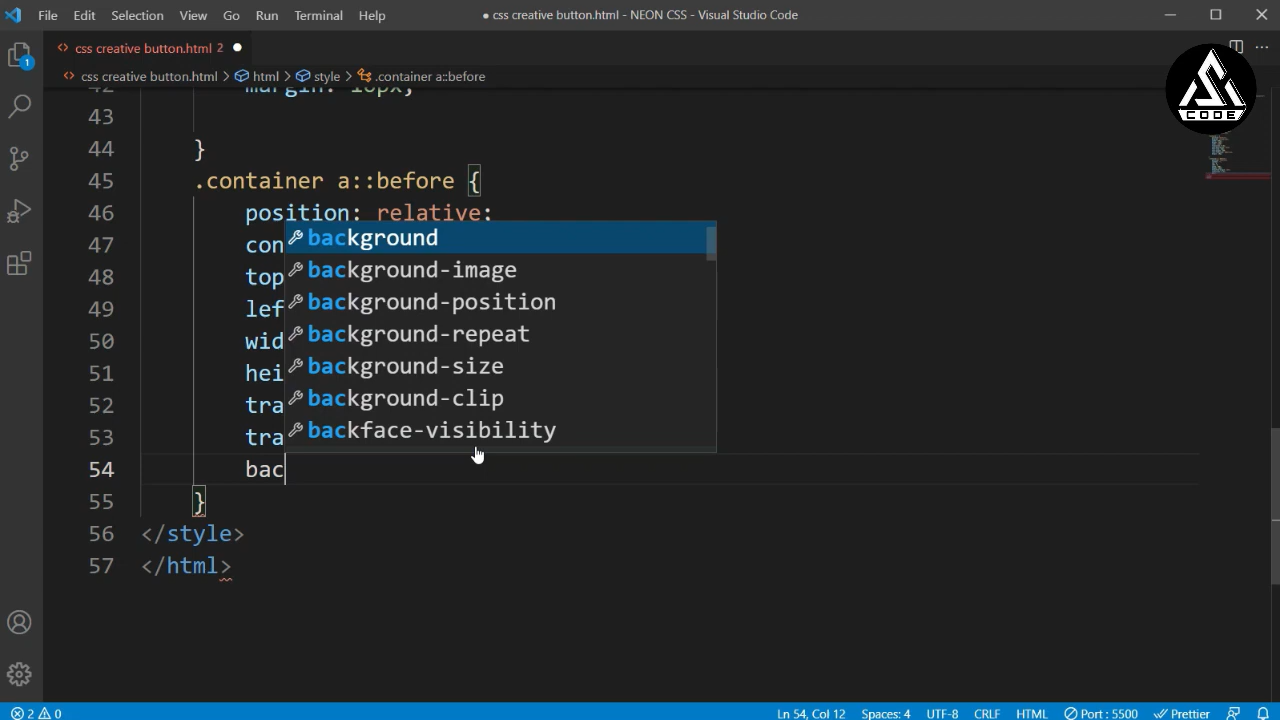 File Edit Selection View Go Run Terminal Help
● css creative button.html - NEON CSS - Visual Studio Code
css creative button.html 2 ●
css creative button.html > html > style > .container a::before
42 margin: 10px;
43
44 }
45 .container a::before {
46 position: relative;
47 con
48 top
49 lef
50 wid
51 hei
52 tra
53 tra
54 bac
55 }
56 </style>
57 </html>
background
background-image
background-position
background-repeat
background-size
background-clip
backface-visibility
CODE
1
2 0
Ln 54, Col 12 Spaces: 4 UTF-8 CRLF HTML Port : 5500 Prettier